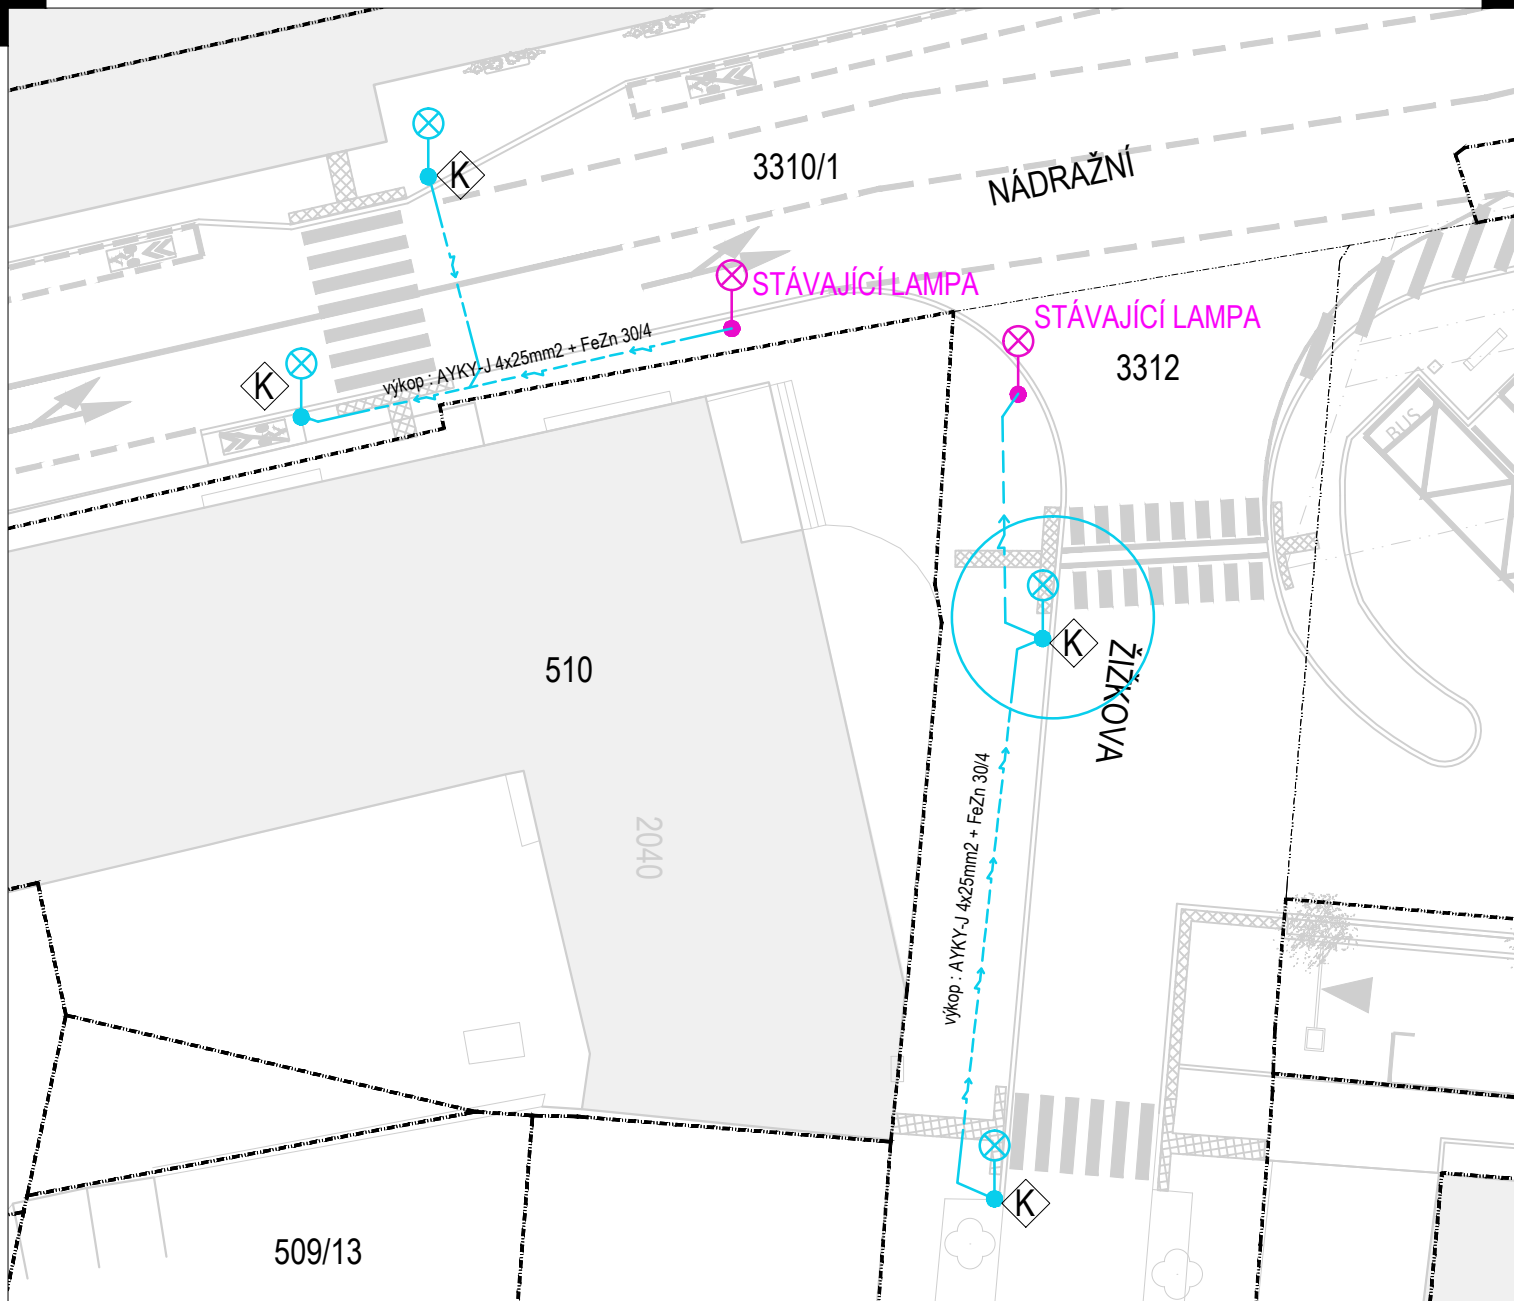 K
3310/1
NÁDRAŽNÍ
STÁVAJÍCÍ LAMPA
STÁVAJÍCÍ LAMPA
výkop : AYKY-J 4x25mm2 + FeZn 30/4
3312
K
BUS
K
ŽIŽKOVA
510
výkop : AYKY-J 4x25mm2 + FeZn 30/4
2040
K
509/13